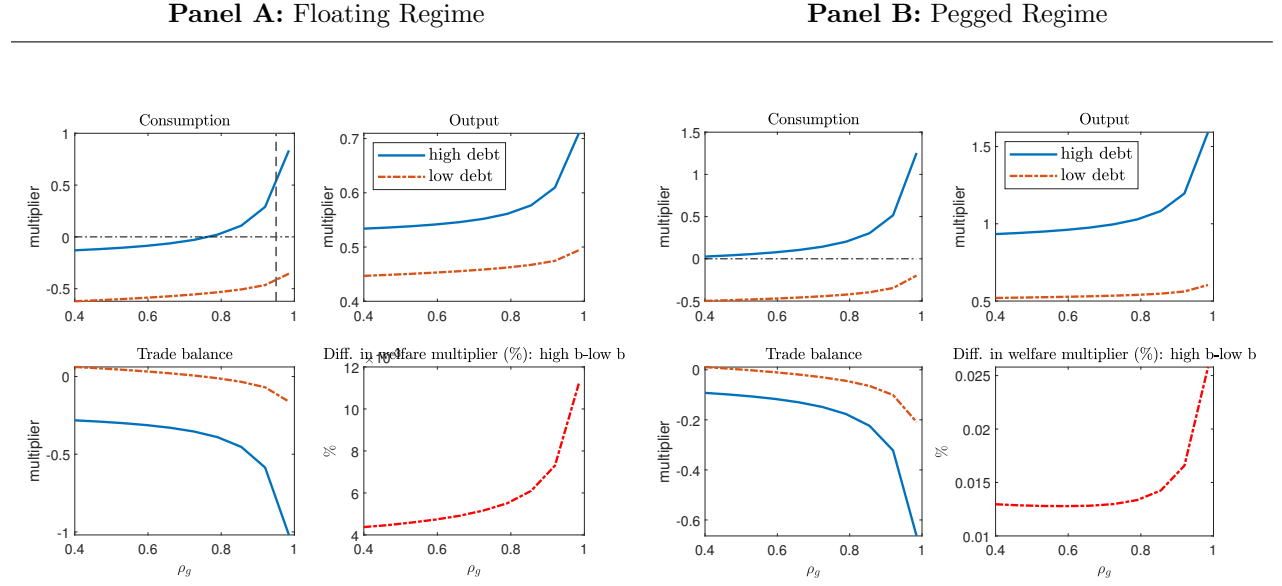 Panel A: Floating Regime
Panel B: Pegged Regime
Consumption
multiplier
1
0.5
0
-0.5
0.4
0.6
0.8
1
Output
high debt
low debt
0.7
0.6
0.5
0.4
0.4
0.6
0.8
1
Trade balance
multiplier
0
-0.5
-1
0.4
0.6
0.8
1
ρg
Diff. in welfare multiplier (%): high b-low b
%
12
10
8
6
4
0.4
0.6
0.8
1
ρg
Consumption
multiplier
1.5
1
0.5
0
-0.5
0.4
0.6
0.8
1
Output
high debt
low debt
multiplier
1.5
1
0.5
0.4
0.6
0.8
1
Trade balance
multiplier
0
-0.2
-0.4
-0.6
0.4
0.6
0.8
1
ρg
Diff. in welfare multiplier (%): high b-low b
%
0.025
0.02
0.015
0.01
0.4
0.6
0.8
1
ρg